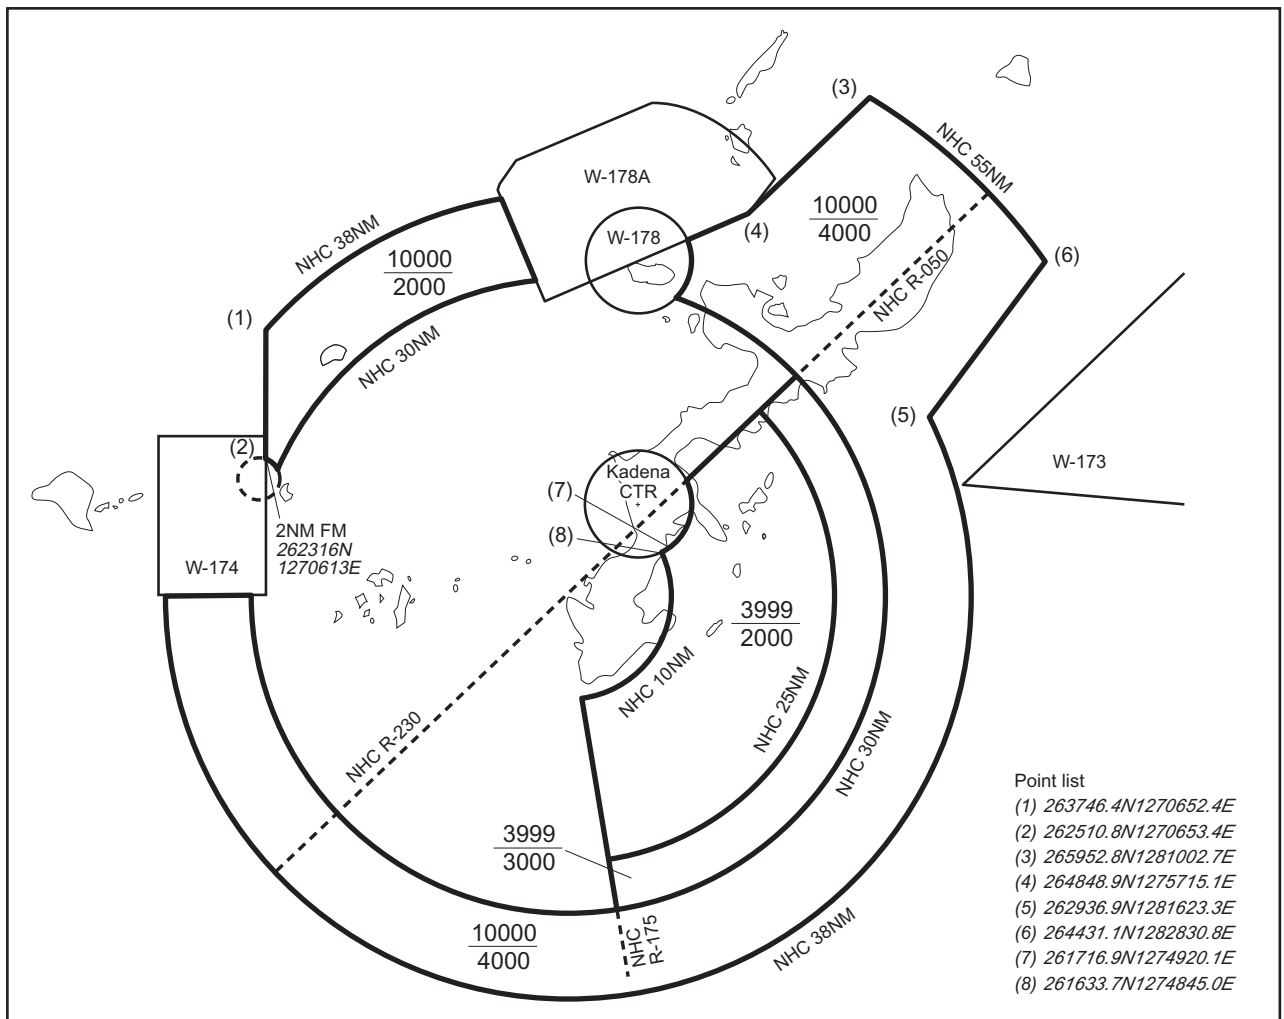 (3)
NHC 55NM
W-178A
10000
4000
(4)
W-178
NHC 38NM
10000
2000
(6)
NHC R-050
(1)
NHC 30NM
(5)
(2)
W-173
Kadena
CTR
(7)
(8)
2NM FM
262316N
1270613E
W-174
3999
2000
NHC 10NM
NHC 25NM
NHC R-230
NHC 30NM
3999
3000
10000
4000
NHC
R-175
NHC 38NM
Point list
(1) 263746.4N1270652.4E
(2) 262510.8N1270653.4E
(3) 265952.8N1281002.7E
(4) 264848.9N1275715.1E
(5) 262936.9N1281623.3E
(6) 264431.1N1282830.8E
(7) 261716.9N1274920.1E
(8) 261633.7N1274845.0E